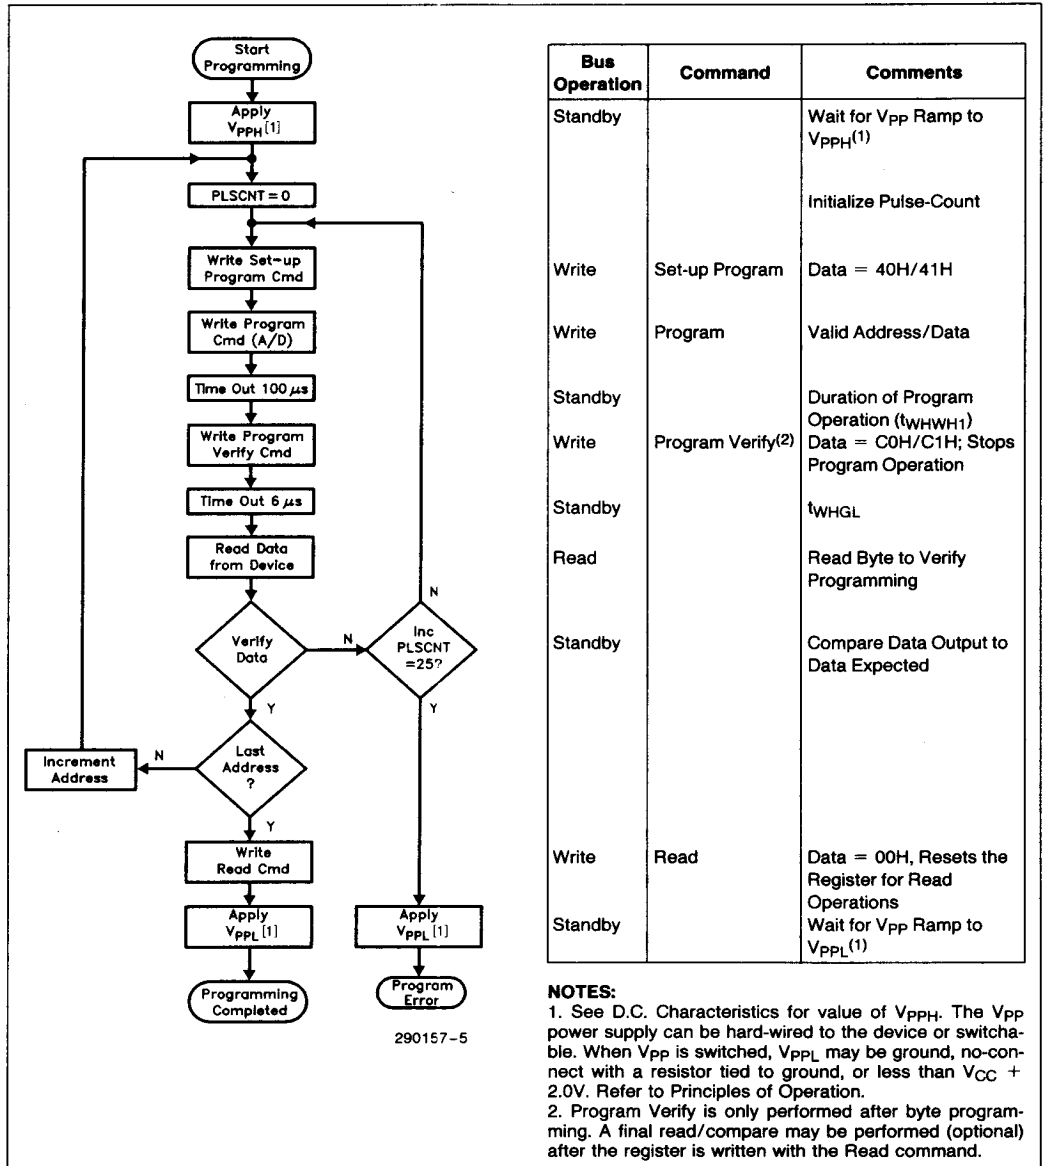 Start
Programming
Apply
VPPH[1]
PLSCNT = 0
Write Set-up
Program Cmd
Write Program
Cmd (A/D)
Time Out 100 μs
Write Program
Verify Cmd
Time Out 6 μs
Read Data
from Device
Verify
Data
N
Inc
PLSCNT
=25?
N
Y
Y
Last
Address
?
N
Increment
Address
Y
Write
Read Cmd
Apply
VPPL[1]
Programming
Completed
Apply
VPPL[1]
Program
Error
290157-5
Bus
Operation
Command
Comments
Standby
Wait for VPP Ramp to
VPPH(1)
Initialize Pulse-Count
Write Set-up Program Data = 40H/41H
Write Program Valid Address/Data
Standby Duration of Program
Operation (tWHWH1)
Write Program Verify(2) Data = C0H/C1H; Stops
Program Operation
Standby tWHGL
Read Read Byte to Verify
Programming
Standby Compare Data Output to
Data Expected
Write Read Data = 00H, Resets the
Register for Read
Operations
Standby Wait for VPP Ramp to
VPPL(1)
NOTES:
1. See D.C. Characteristics for value of VPPH. The VPP
power supply can be hard-wired to the device or switcha-
ble. When VPP is switched, VPPL may be ground, no-con-
nect with a resistor tied to ground, or less than VCC +
2.0V. Refer to Principles of Operation.
2. Program Verify is only performed after byte program-
ming. A final read/compare may be performed (optional)
after the register is written with the Read command.